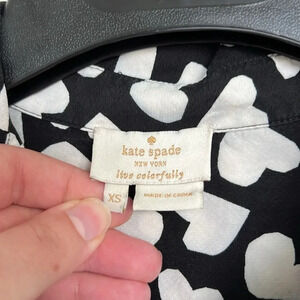 kate spade
NEW YORK
live colorfully
XS
MADE IN CHINA